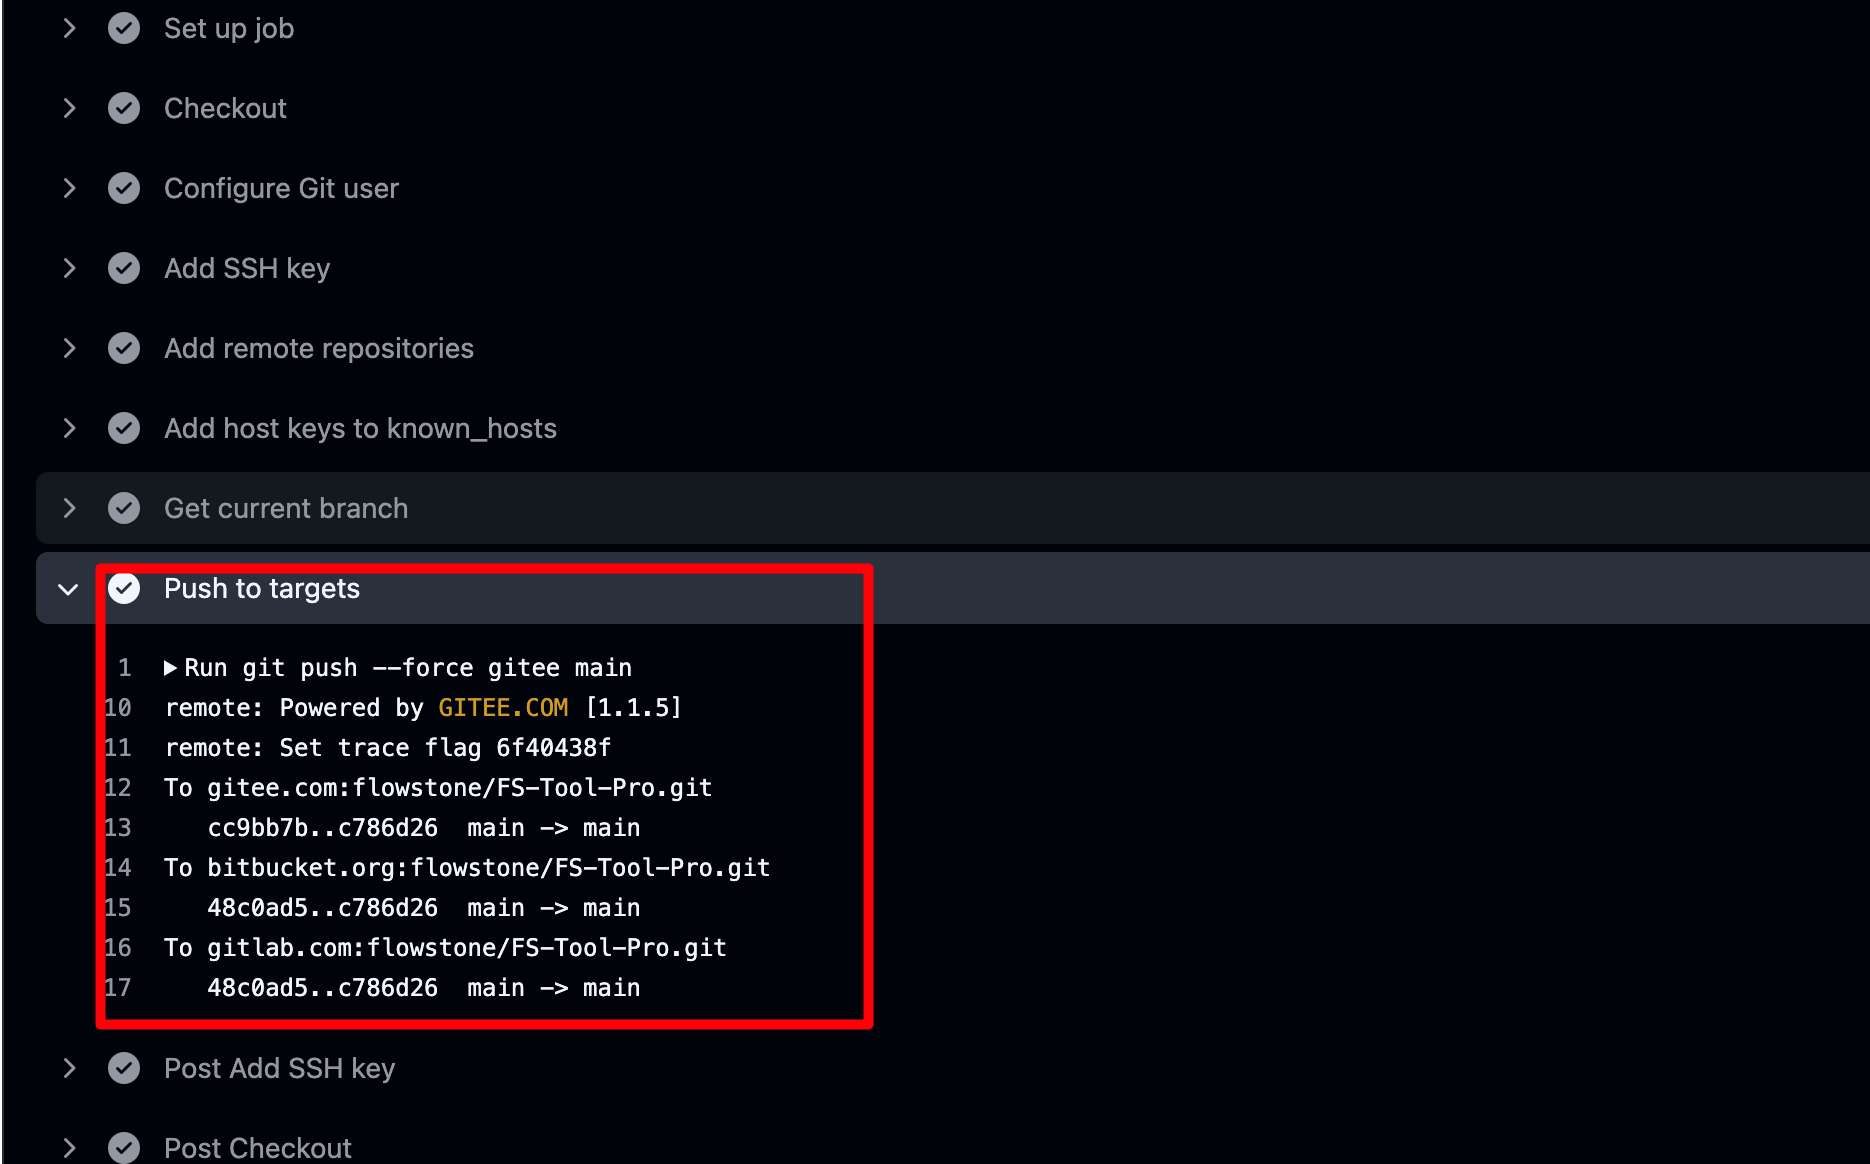 Set up job
Checkout
Configure Git user
Add SSH key
Add remote repositories
Add host keys to known_hosts
Get current branch
Push to targets
1 ▶Run git push --force gitee main
10 remote: Powered by GITEE.COM [1.1.5]
11 remote: Set trace flag 6f40438f
12 To gitee.com:flowstone/FS-Tool-Pro.git
13    cc9bb7b..c786d26  main -> main
14 To bitbucket.org:flowstone/FS-Tool-Pro.git
15    48c0ad5..c786d26  main -> main
16 To gitlab.com:flowstone/FS-Tool-Pro.git
17    48c0ad5..c786d26  main -> main
Post Add SSH key
Post Checkout